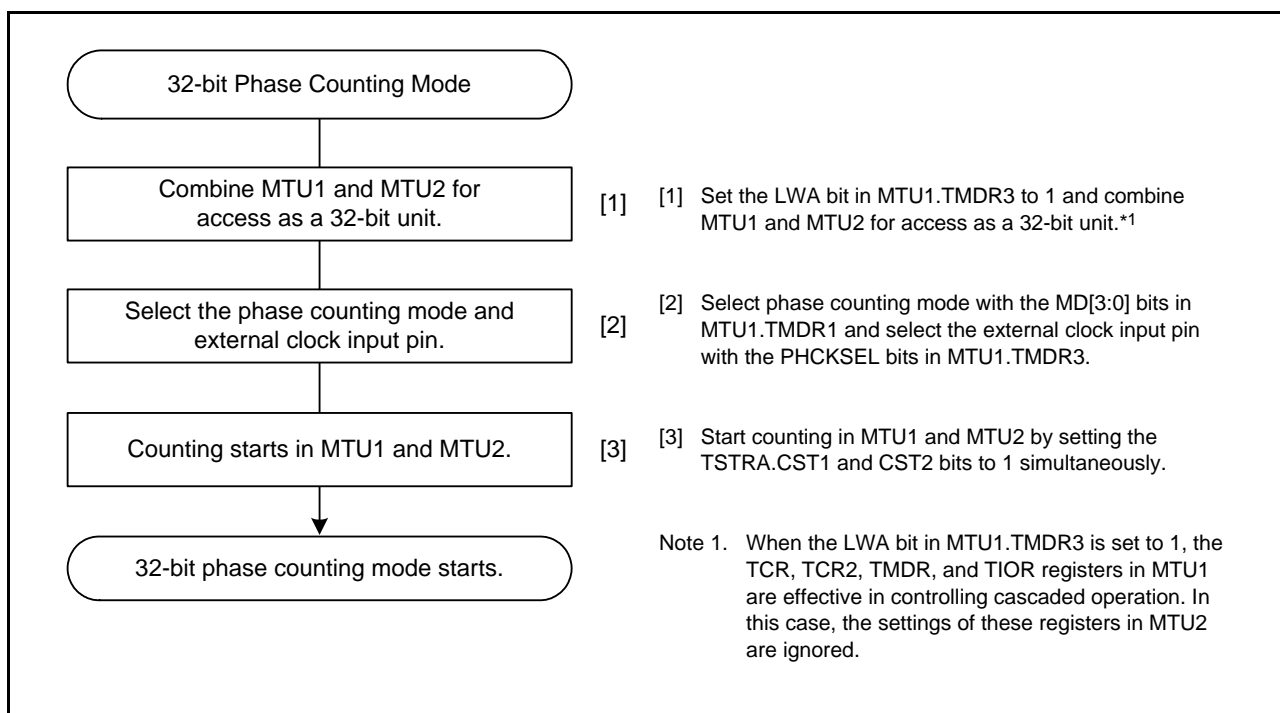 32-bit Phase Counting Mode
Combine MTU1 and MTU2 for
access as a 32-bit unit.
[1]
[1] Set the LWA bit in MTU1.TMDR3 to 1 and combine
MTU1 and MTU2 for access as a 32-bit unit.*1
Select the phase counting mode and
external clock input pin.
[2]
[2] Select phase counting mode with the MD[3:0] bits in
MTU1.TMDR1 and select the external clock input pin
with the PHCKSEL bits in MTU1.TMDR3.
Counting starts in MTU1 and MTU2.
[3]
[3] Start counting in MTU1 and MTU2 by setting the
TSTRA.CST1 and CST2 bits to 1 simultaneously.
32-bit phase counting mode starts.
Note 1. When the LWA bit in MTU1.TMDR3 is set to 1, the
TCR, TCR2, TMDR, and TIOR registers in MTU1
are effective in controlling cascaded operation. In
this case, the settings of these registers in MTU2
are ignored.